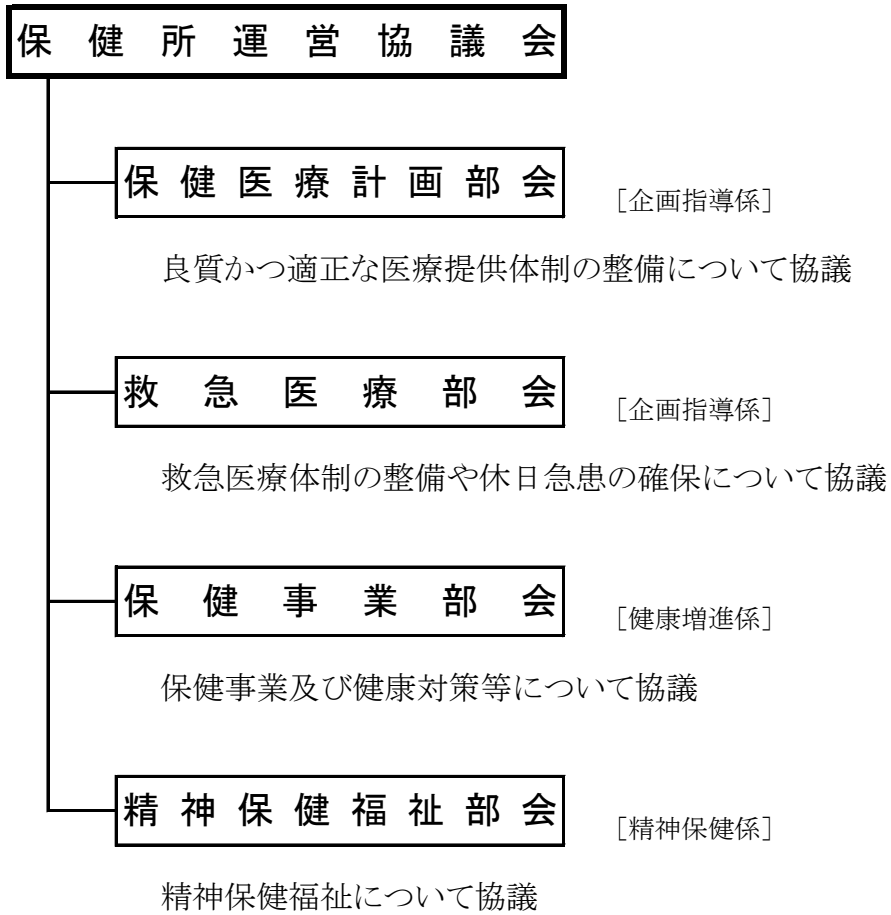 保健所運営協議会
保健医療計画部会
［企画指導係］
良質かつ適正な医療提供体制の整備について協議
救急医療部会
［企画指導係］
救急医療体制の整備や休日急患の確保について協議
保健事業部会
［健康増進係］
保健事業及び健康対策等について協議
精神保健福祉部会
［精神保健係］
精神保健福祉について協議